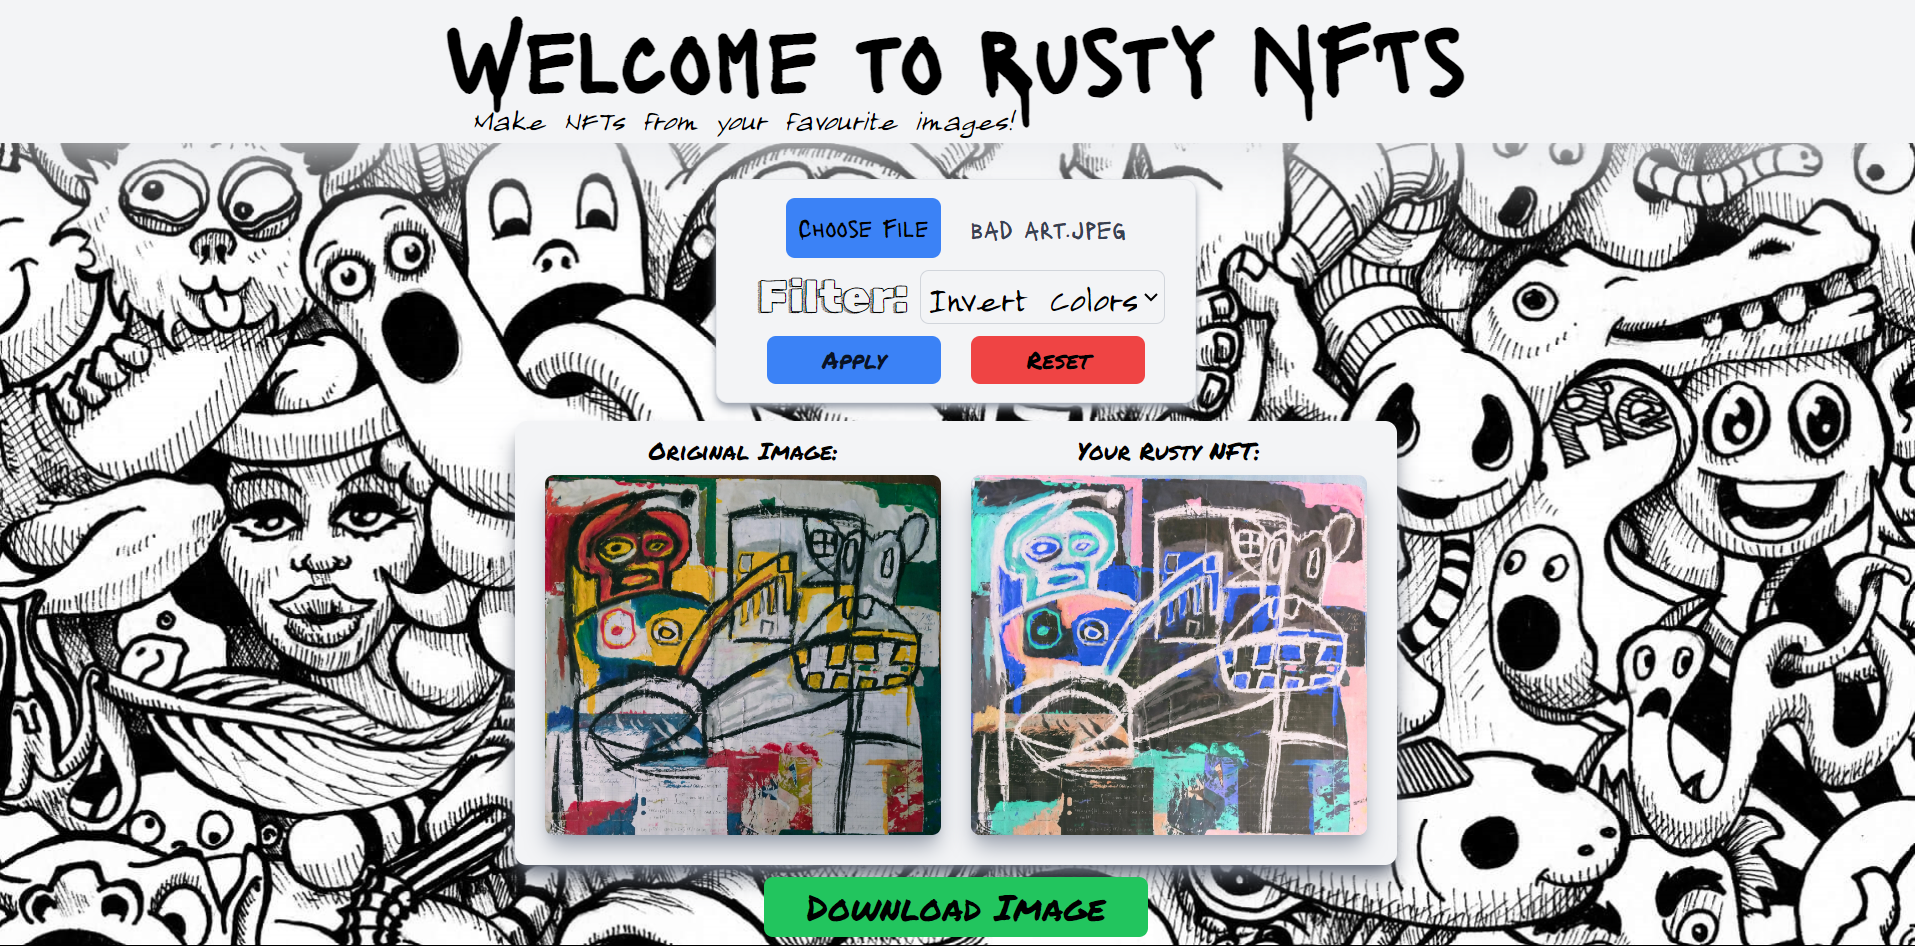 Welcome to Rusty NFTs
Make NFTs from your favourite images!
Choose File BAD ART.JPEG
Filter: Invert Colors
Apply Reset
Original Image: Your Rusty NFT:
Pie
Download Image